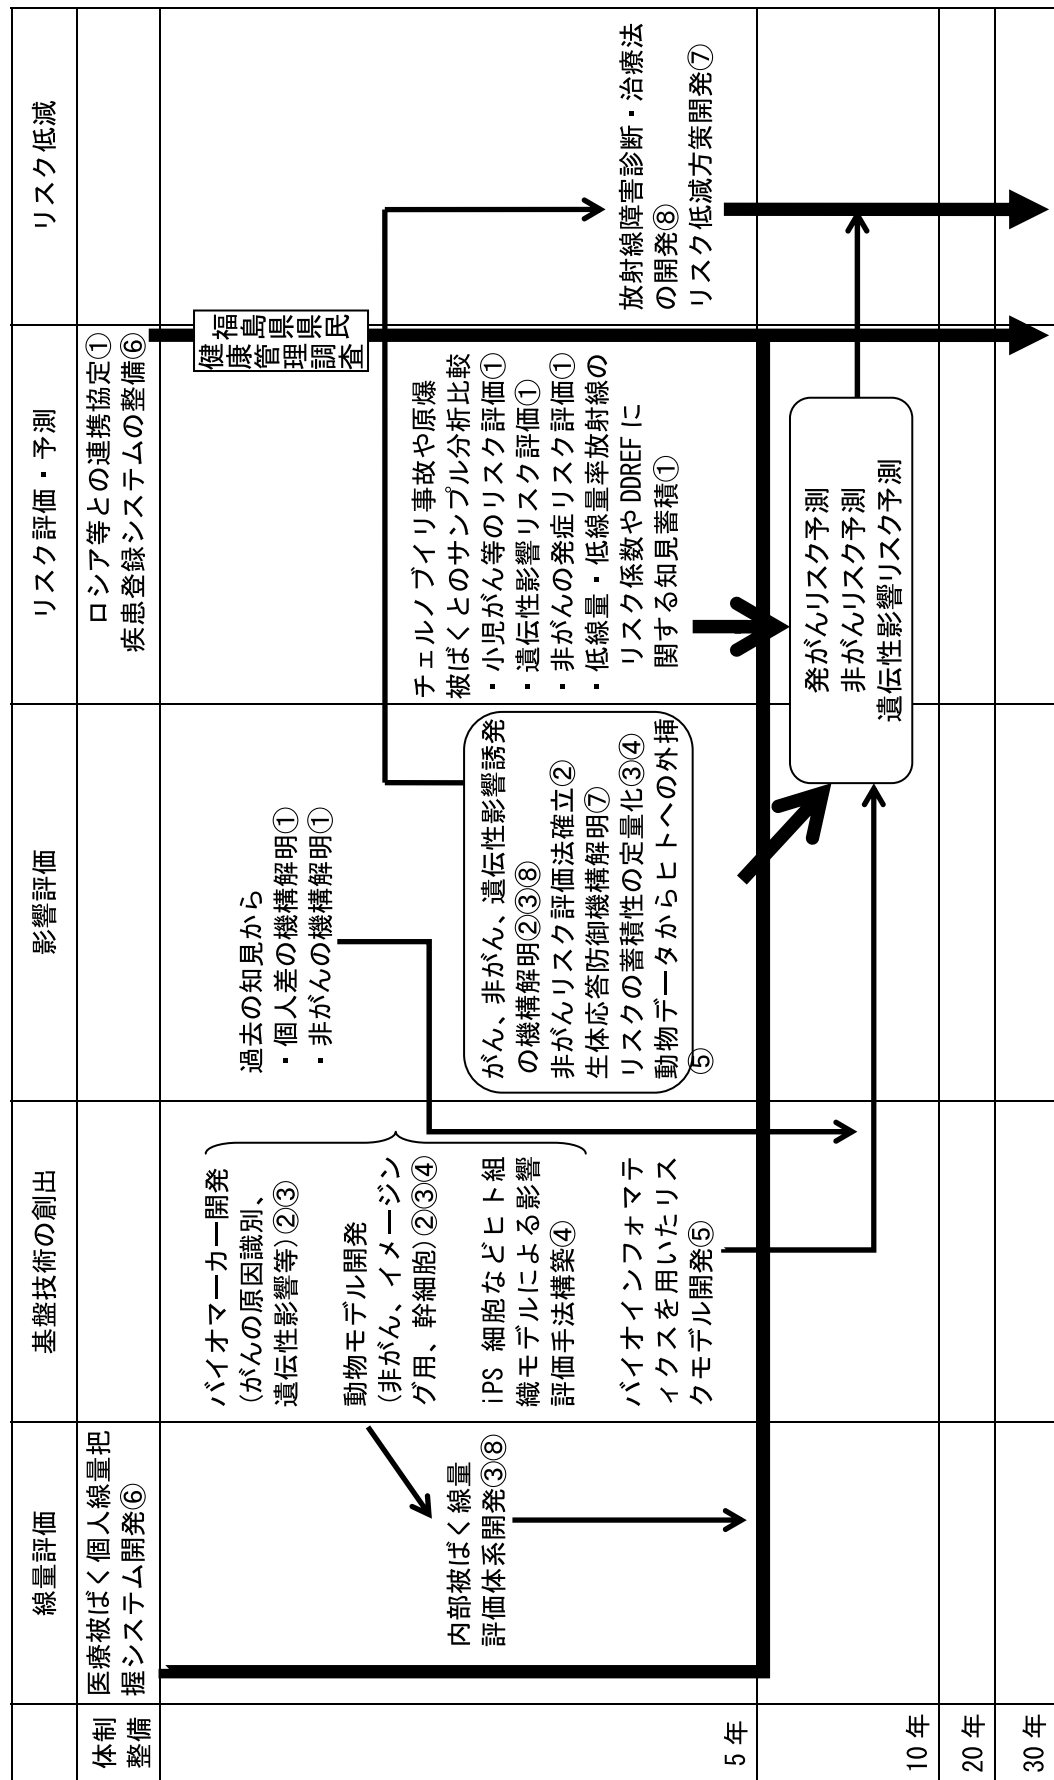 線量評価
基盤技術の創出
影響評価
リスク評価・予測
リスク低減
体制
整備
医療被ばく個人線量把
握システム開発⑥
ロシア等との連携協定①
疾患登録システムの整備⑥
福島県県民
健康管理調
査
バイオマーカー開発
(がんの原因識別、
遺伝性影響等)②③
動物モデル開発
(非がん、イメージン
グ用、幹細胞)②③④
iPS 細胞などヒト組
織モデルによる影響
評価手法構築④
バイオインフォマテ
ィクスを用いたリス
クモデル開発⑤
内部被ばく線量
評価体系開発③⑧
過去の知見から
・個人差の機構解明①
・非がんの機構解明①
がん、非がん、遺伝性影響誘発
の機構解明②③⑧
非がんリスク評価法確立②
生体応答防御機構解明⑦
リスクの蓄積性の定量化③④
動物データからヒトへの外挿
⑤
チェルノブイリ事故や原爆
被ばくとのサンプル分析比較
・小児がん等のリスク評価①
・遺伝性影響リスク評価①
・非がんの発症リスク評価①
・低線量・低線量率放射線の
リスク係数や DDREF に
関する知見蓄積①
放射線障害診断・治療法
の開発⑧
リスク低減方策開発⑦
5 年
発がんリスク予測
非がんリスク予測
遺伝性影響リスク予測
10 年
20 年
30 年